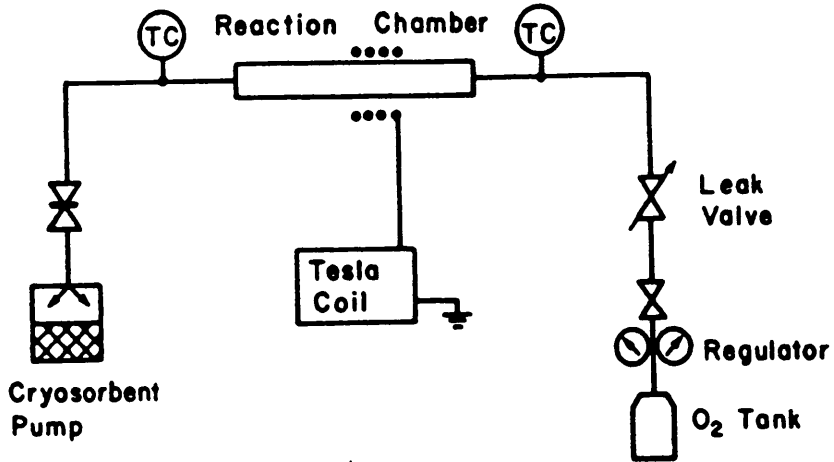 TC
Reaction Chamber
TC
Leak
Valve
Tesla
Coil
Regulator
Cryosorbent
Pump
O₂ Tank